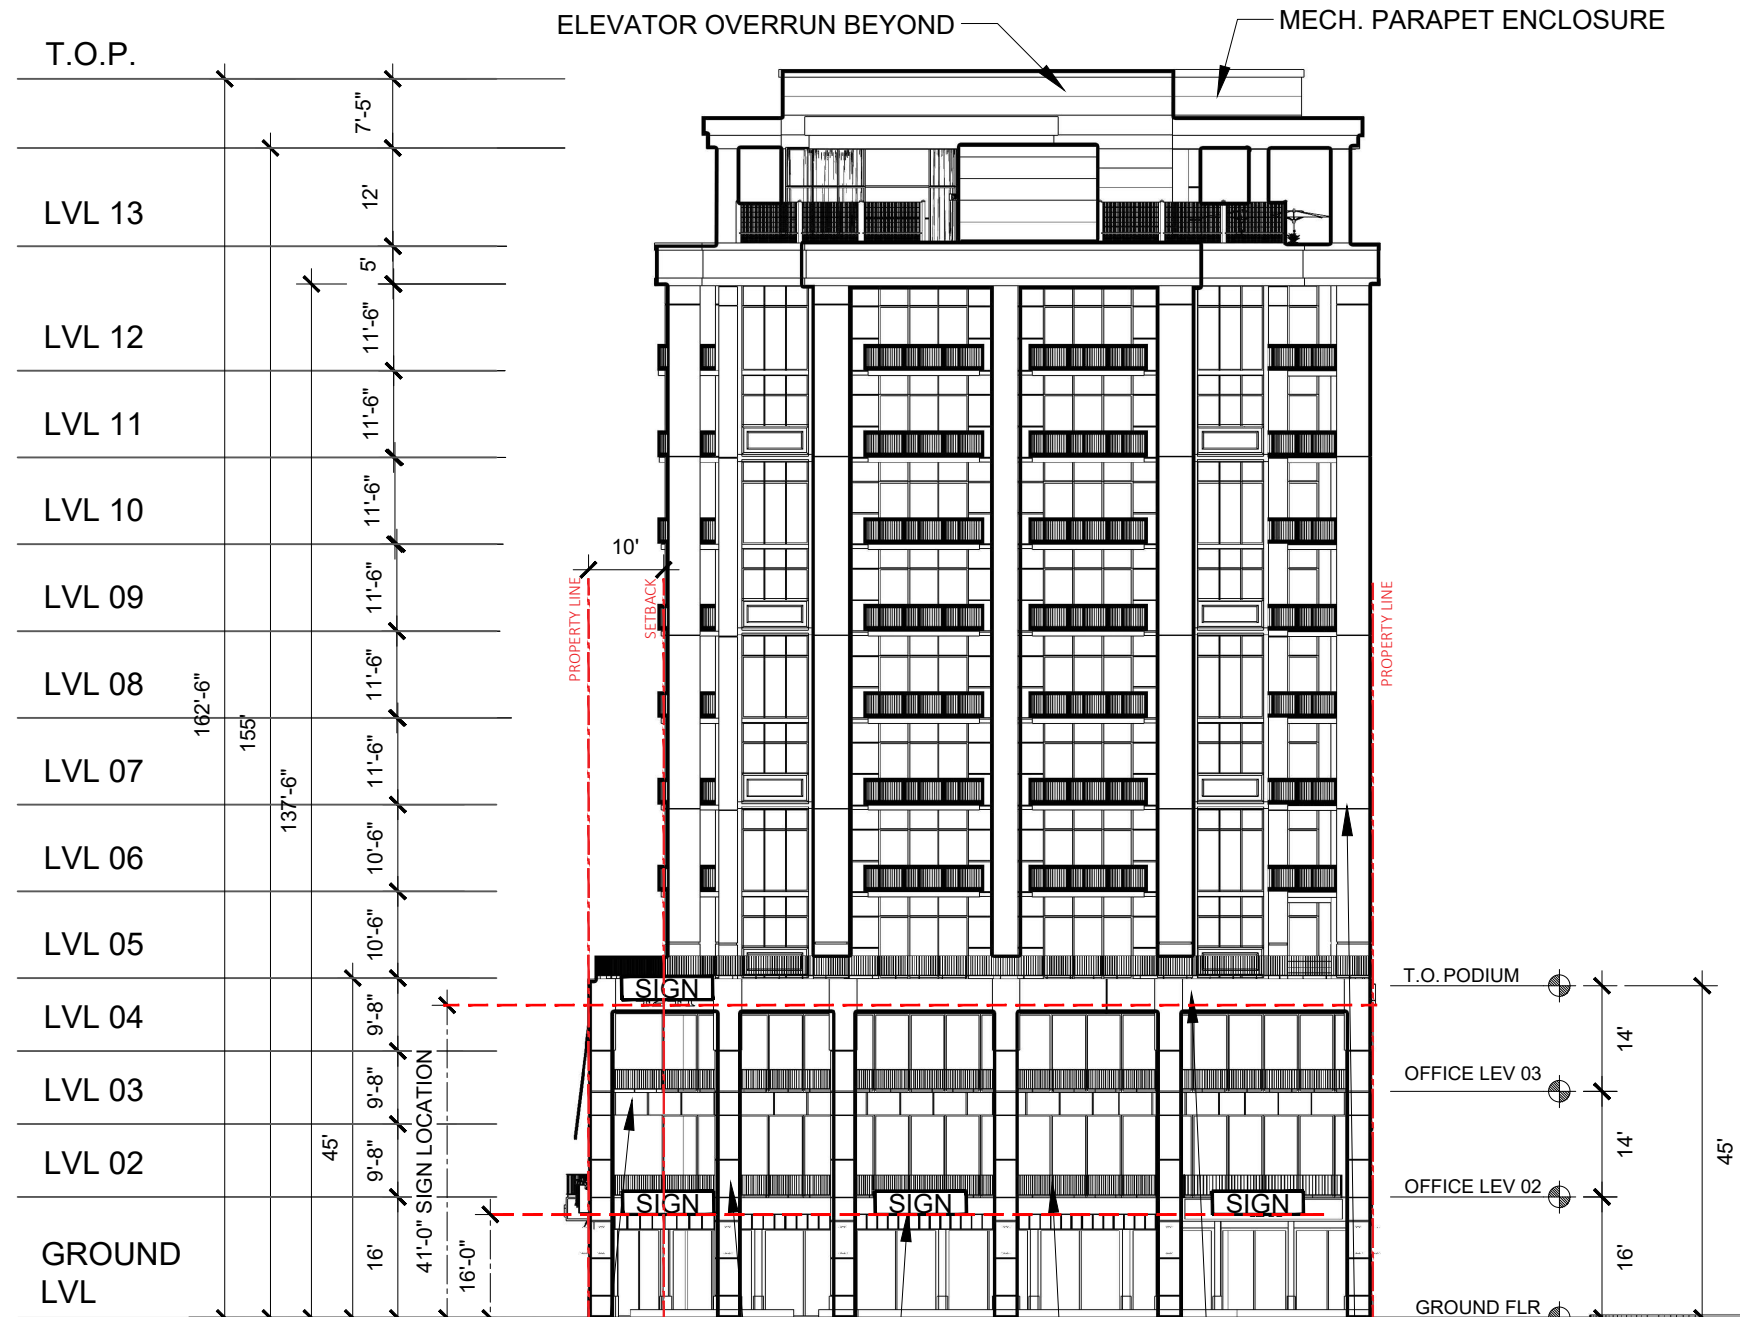 ELEVATOR OVERRUN BEYOND
MECH. PARAPET ENCLOSURE
T.O.P.
7'-5"
LVL 13
12'
5'
LVL 12
11'-6"
LVL 11
11'-6"
LVL 10
11'-6"
10'
LVL 09
11'-6"
PROPERTY LINE
SETBACK
PROPERTY LINE
LVL 08
11'-6"
162'-6"
155'
137'-6"
LVL 07
11'-6"
LVL 06
10'-6"
LVL 05
10'-6"
T.O. PODIUM
SIGN
LVL 04
9'-8"
14'
LVL 03
9'-8"
OFFICE LEV 03
41'-0" SIGN LOCATION
45'
14'
45'
LVL 02
9'-8"
OFFICE LEV 02
SIGN
SIGN
SIGN
GROUND
LVL
16'
16'-0"
16'
GROUND FLR